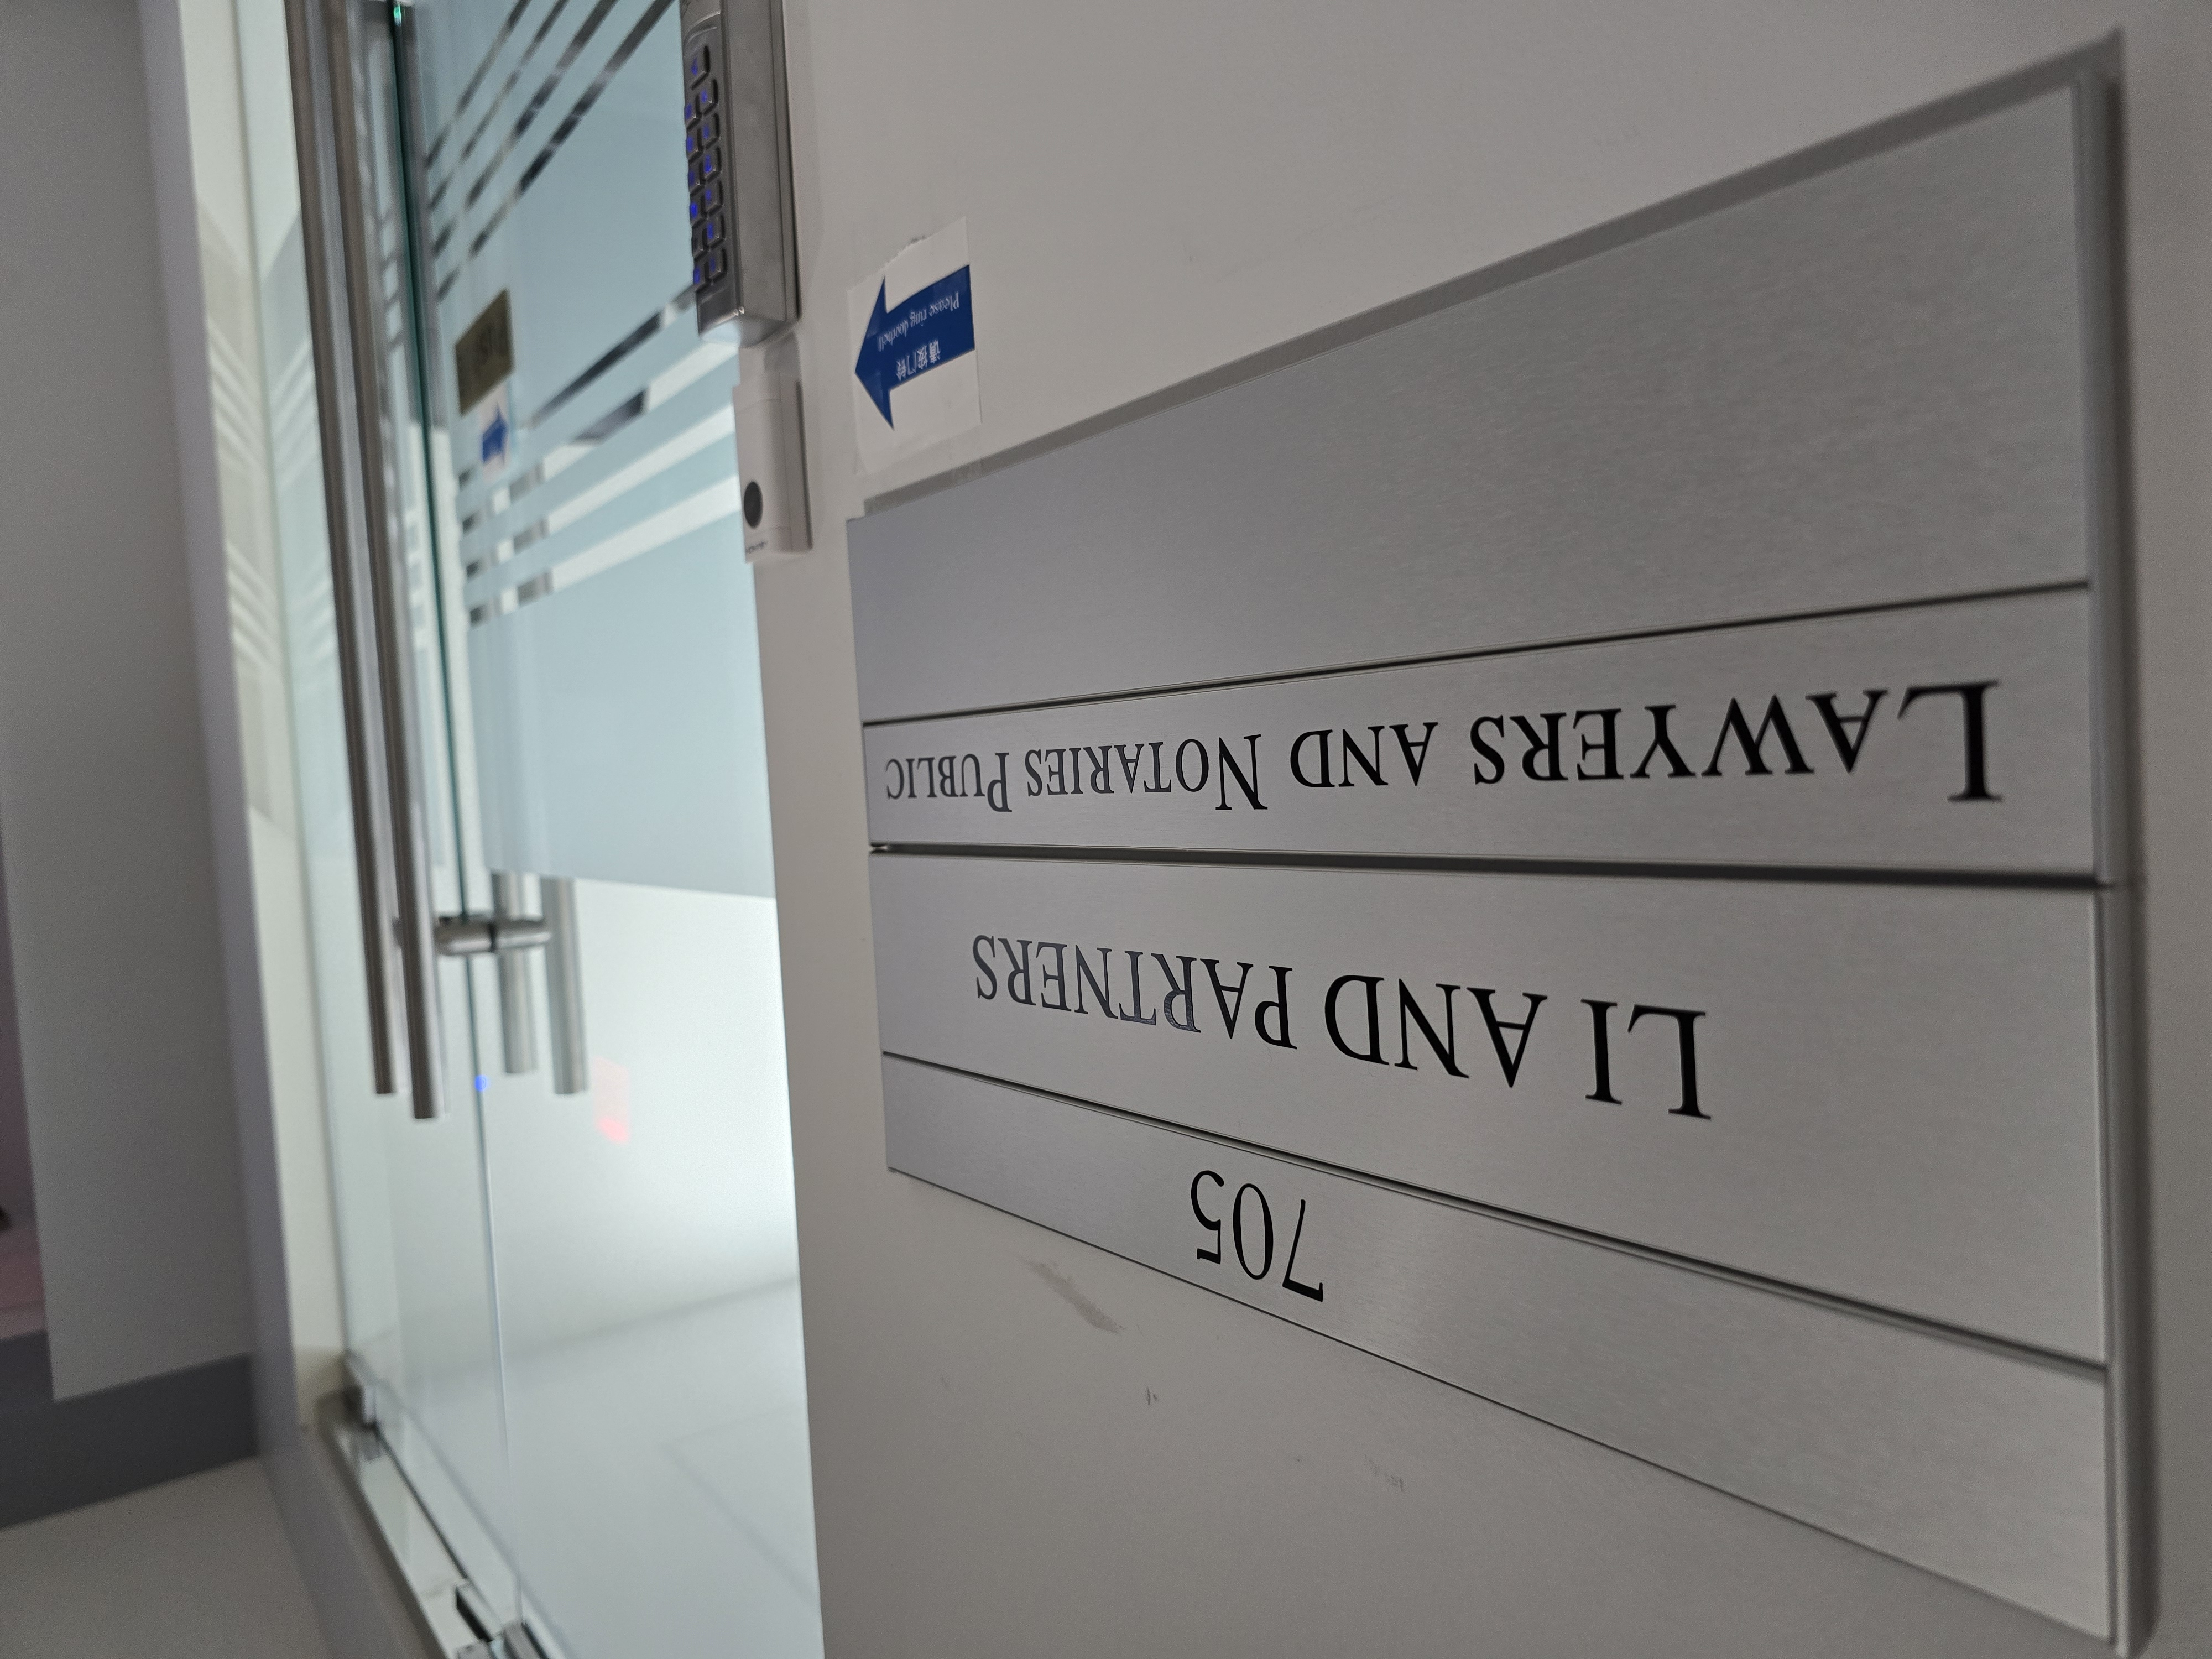 705
LI AND PARTNERS
LAWYERS AND NOTARIES PUBLIC
请按门铃
Please ring doorbell